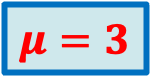 μ = 3